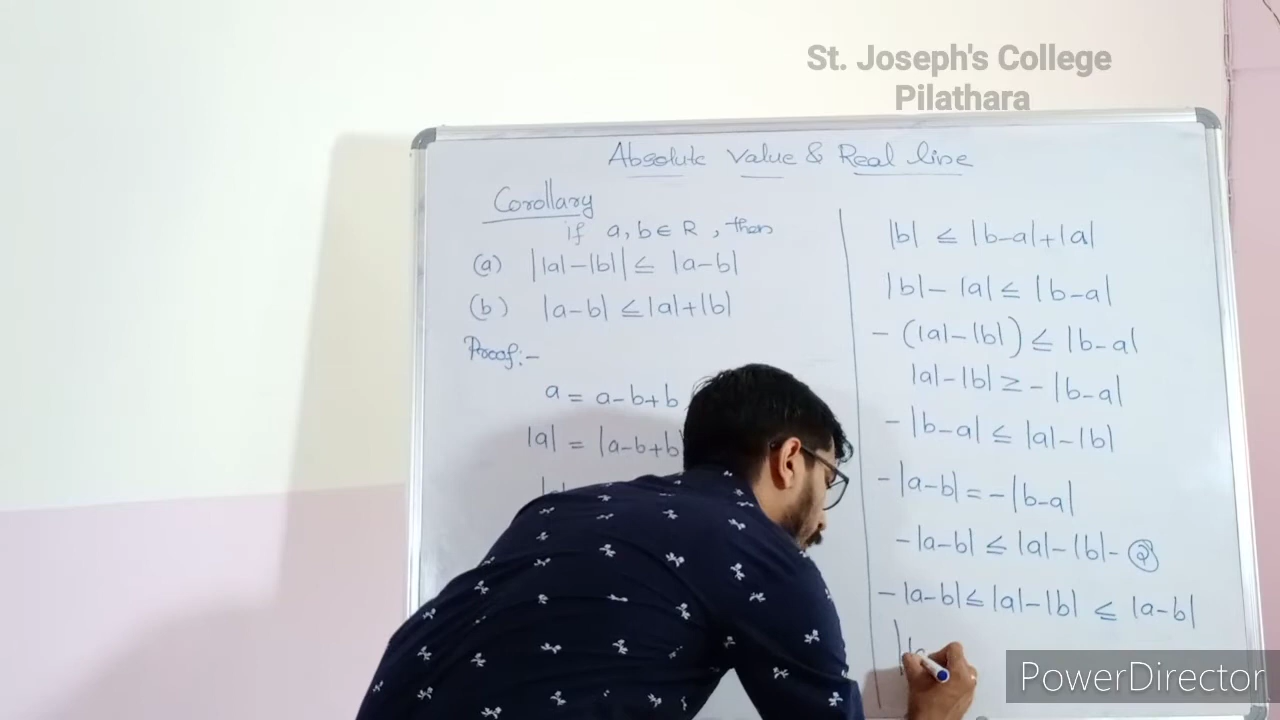 St. Joseph's College
Pilathara
Absolute Value & Real line
Corollary
if a, b ∈ R, then
(a) ||a|-|b|| ≤ |a-b|
(b) |a-b| ≤ |a|+|b|
Proof:-
a = a-b+b
|a| = |a-b+b|
|b| ≤ |b-a|+|a|
|b|-|a| ≤ |b-a|
-(|a|-|b|) ≤ |b-a|
|a|-|b| ≥ -|b-a|
-|b-a| ≤ |a|-|b|
-|a-b| = -|b-a|
-|a-b| ≤ |a|-|b| - ②
-|a-b| ≤ |a|-|b| ≤ |a-b|
PowerDirector